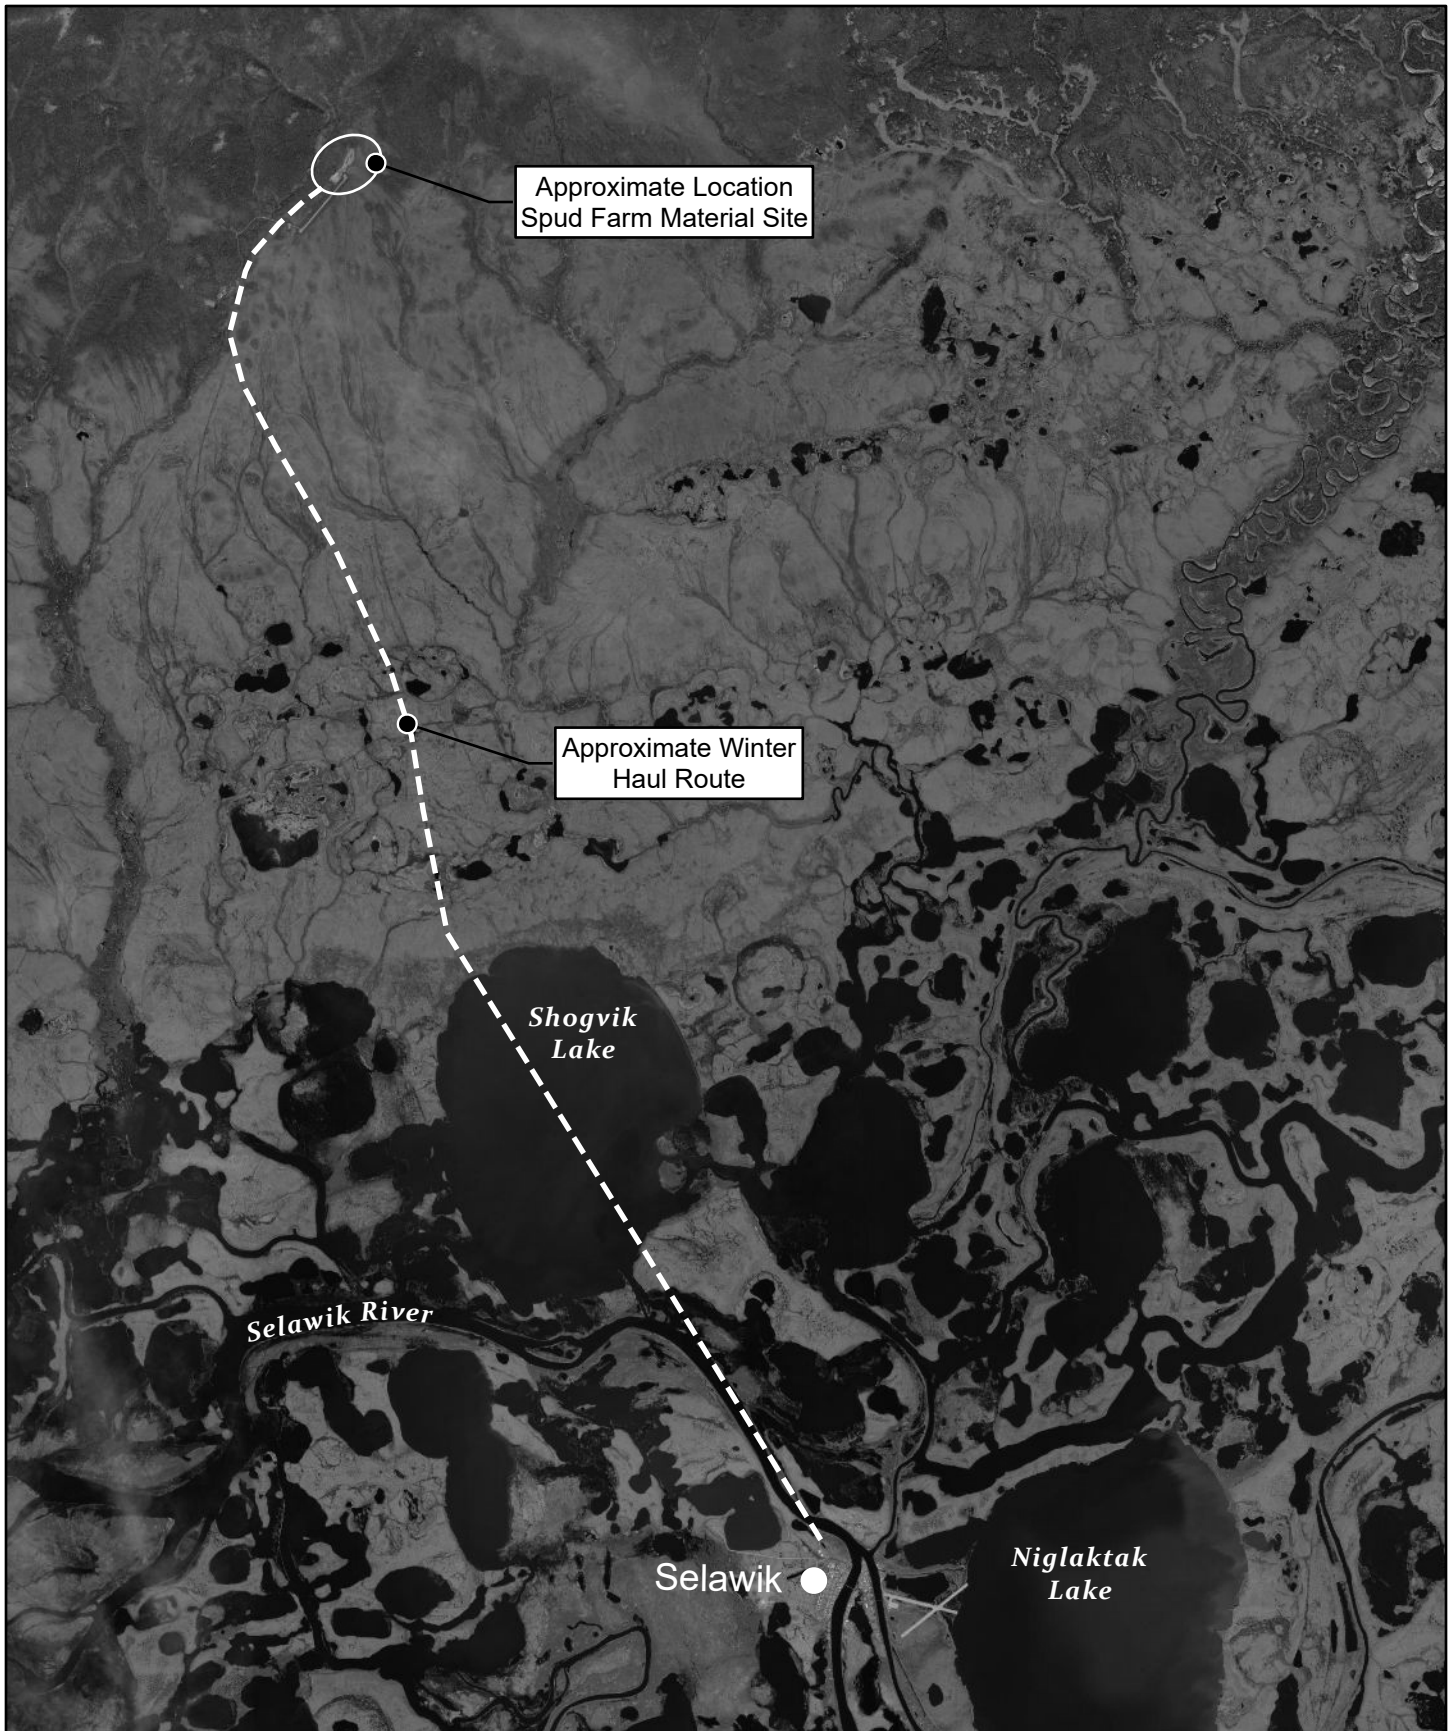 Approximate Location
Spud Farm Material Site
Approximate Winter
Haul Route
Shogvik
Lake
Selawik River
Niglaktak
Lake
Selawik